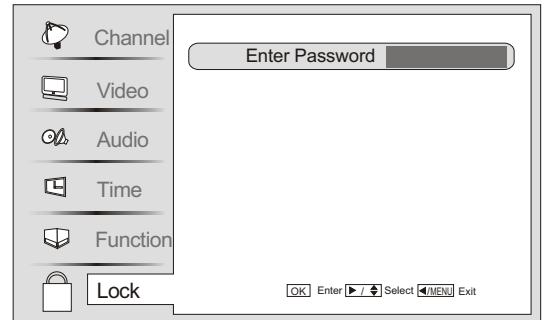 Channel
Video
Audio
Time
Function
Lock
Enter Password
OK Enter ▶ / ◆ Select ◀/MENU Exit